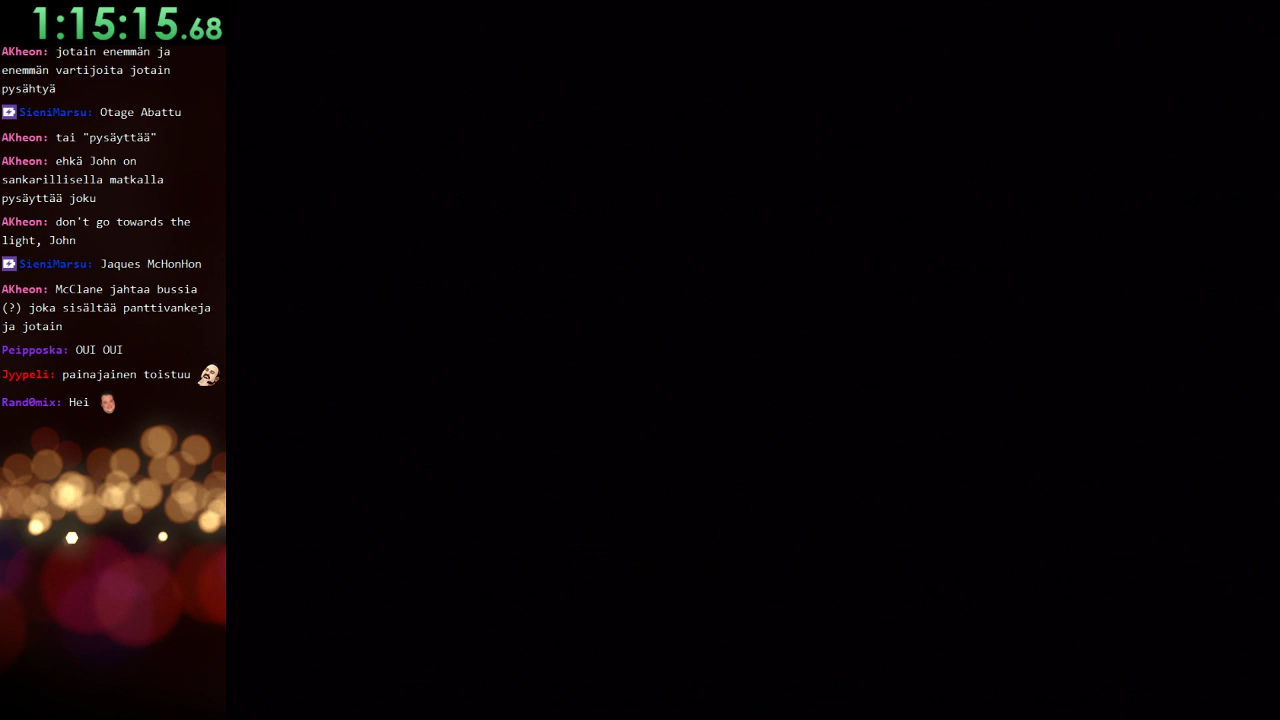 1:15:15.68
AKheon: jotain enemmän ja
enemmän vartijoita jotain
pysähtyä
SieniMarsu: Otage Abattu
AKheon: tai "pysäyttää"
AKheon: ehkä John on
sankarillisella matkalla
pysäyttää joku
AKheon: don't go towards the
light, John
SieniMarsu: Jaques McHonHon
AKheon: McClane jahtaa bussia
(?) joka sisältää panttivankeja
ja jotain
Peipposka: OUI OUI
Jyypeli: painajainen toistuu
Rand0mix: Hei